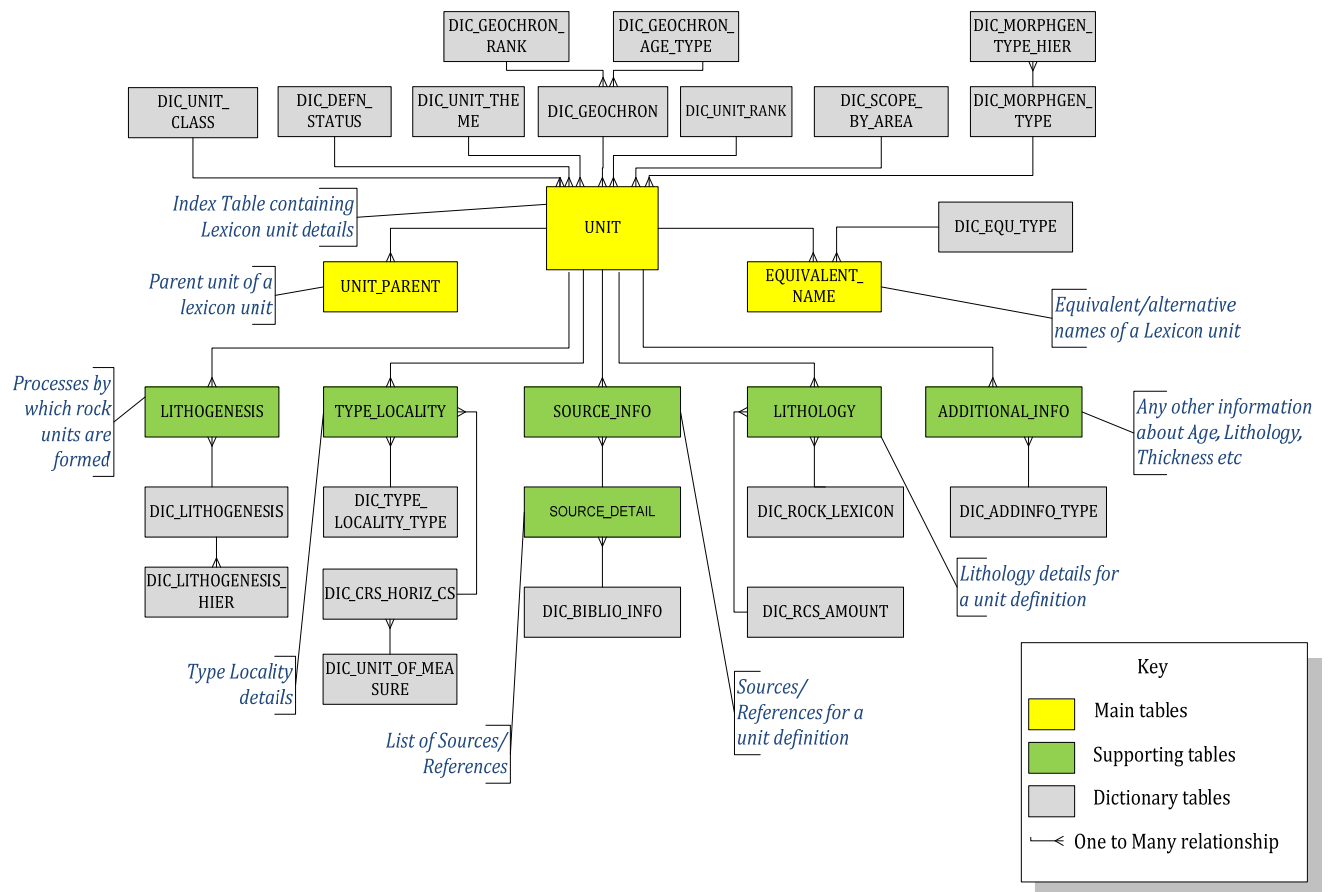 DIC_GEOCHRON_
RANK
DIC_GEOCHRON_
AGE_TYPE
DIC_MORPHGEN_
TYPE_HIER
DIC_UNIT_
CLASS
DIC_DEFN_
STATUS
DIC_UNIT_THE
ME
DIC_GEOCHRON
DIC_UNIT_RANK
DIC_SCOPE_
BY_AREA
DIC_MORPHGEN_
TYPE
Index Table containing
Lexicon unit details
UNIT
DIC_EQU_TYPE
Parent unit of a
lexicon unit
UNIT_PARENT
EQUIVALENT_
NAME
Equivalent/alternative
names of a Lexicon unit
Processes by
which rock
units are
formed
LITHOGENESIS
TYPE_LOCALITY
SOURCE_INFO
LITHOLOGY
ADDITIONAL_INFO
Any other information
about Age, Lithology,
Thickness etc
DIC_LITHOGENESIS
DIC_TYPE_
LOCALITY_TYPE
SOURCE_DETAIL
DIC_ROCK_LEXICON
DIC_ADDINFO_TYPE
DIC_LITHOGENESIS_
HIER
DIC_CRS_HORIZ_CS
DIC_BIBLIO_INFO
DIC_RCS_AMOUNT
Lithology details for
a unit definition
Type Locality
details
DIC_UNIT_OF_MEA
SURE
Sources/
References for a
unit definition
List of Sources/
References
Key
Main tables
Supporting tables
Dictionary tables
One to Many relationship